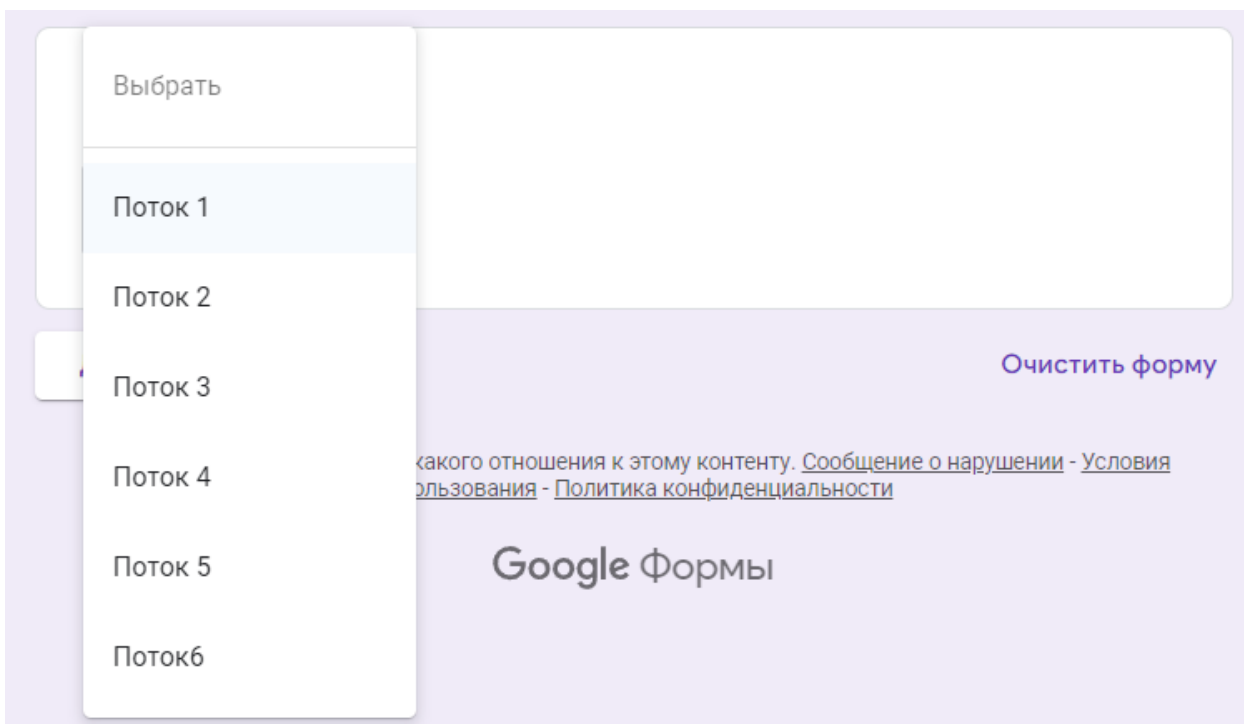 Выбрать
Поток 1
Поток 2
Поток 3
Очистить форму
какого отношения к этому контенту. Сообщение о нарушении - Условия
Поток 4
- Политика конфиденциальности
Поток 5
Google Формы
Поток6